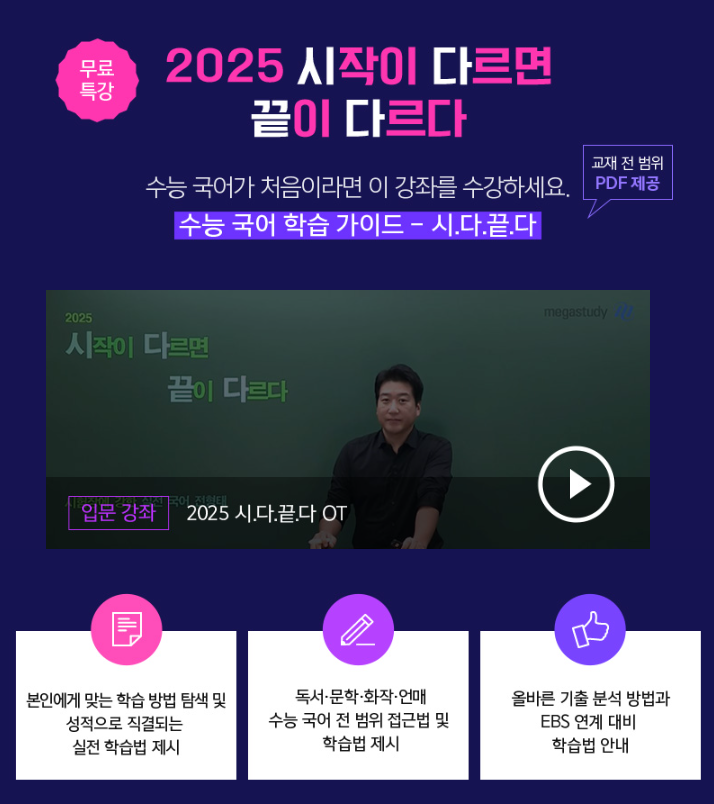 무료
특강
2025 시작이 다르면
끝이 다르다
수능 국어가 처음이라면 이 강좌를 수강하세요.
교재 전 범위
PDF 제공
수능 국어 학습 가이드 – 시.다.끝.다
2025
시작이 다르면
끝이 다르다
megastudy
시험장에 강한 실전 국어 전형태
입문 강좌
2025 시.다.끝.다 OT
본인에게 맞는 학습 방법 탐색 및
성적으로 직결되는
실전 학습법 제시
독서·문학·화작·언매
수능 국어 전 범위 접근법 및
학습법 제시
올바른 기출 분석 방법과
EBS 연계 대비
학습법 안내